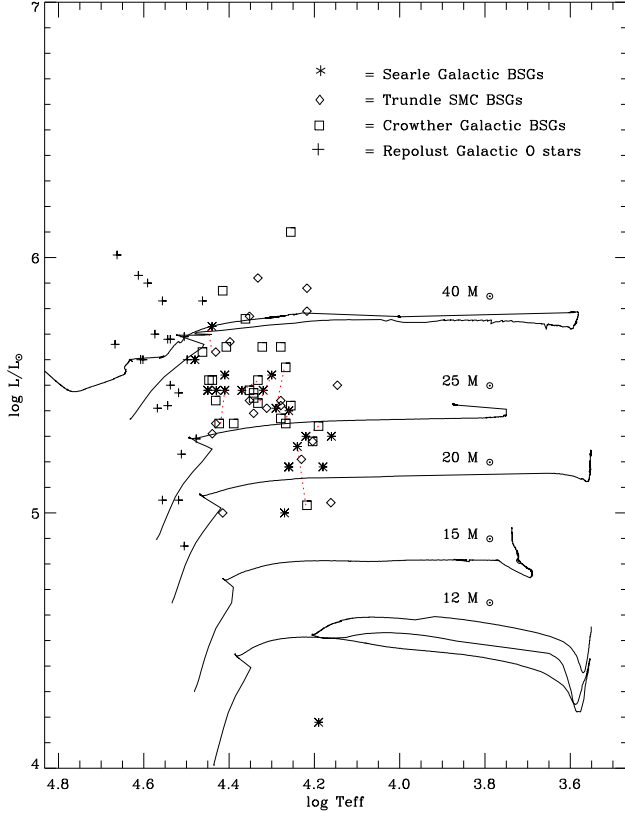 7
= Searle Galactic BSGs
= Trundle SMC BSGs
= Crowther Galactic BSGs
= Repolust Galactic O stars
6
40 M ⊙
25 M ⊙
20 M ⊙
5
15 M ⊙
12 M ⊙
4
log L/L⊙
4.8 4.6 4.4 4.2 4.0 3.8 3.6
log Teff